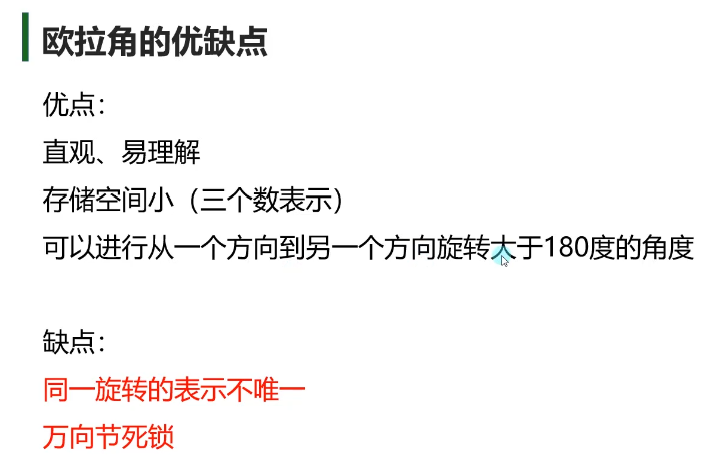 欧拉角的优缺点
优点：
直观、易理解
存储空间小（三个数表示）
可以进行从一个方向到另一个方向旋转大于180度的角度
缺点：
同一旋转的表示不唯一
万向节死锁